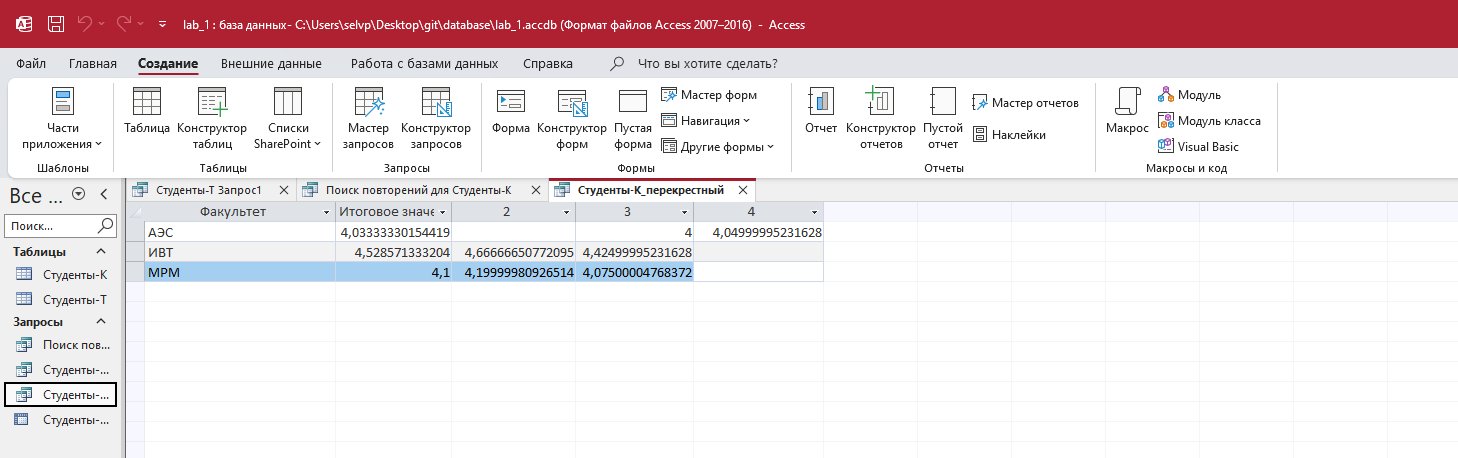 lab_1 : база данных- C:\Users\selvp\Desktop\git\database\lab_1.accdb (Формат файлов Access 2007–2016) - Access
Файл Главная Создание Внешние данные Работа с базами данных Справка Что вы хотите сделать?
Части приложения
Шаблоны
Таблица
Конструктор таблиц
Списки SharePoint
Таблицы
Мастер запросов
Конструктор запросов
Запросы
Форма
Конструктор форм
Пустая форма
Мастер форм
Навигация
Другие формы
Формы
Отчет
Конструктор отчетов
Пустой отчет
Мастер отчетов
Наклейки
Отчеты
Макрос
Модуль
Модуль класса
Visual Basic
Макросы и код
Все ...
Поиск...
Таблицы
Студенты-К
Студенты-Т
Запросы
Поиск пов...
Студенты-...
Студенты-...
Студенты-...
Студенты-Т Запрос1 Поиск повторений для Студенты-К Студенты-К_перекрестный
Факультет Итоговое значе 2 3 4
АЭС 4,03333330154419 4 4,04999995231628
ИВТ 4,528571333204 4,66666650772095 4,42499995231628
МРМ 4,1 4,19999980926514 4,07500004768372